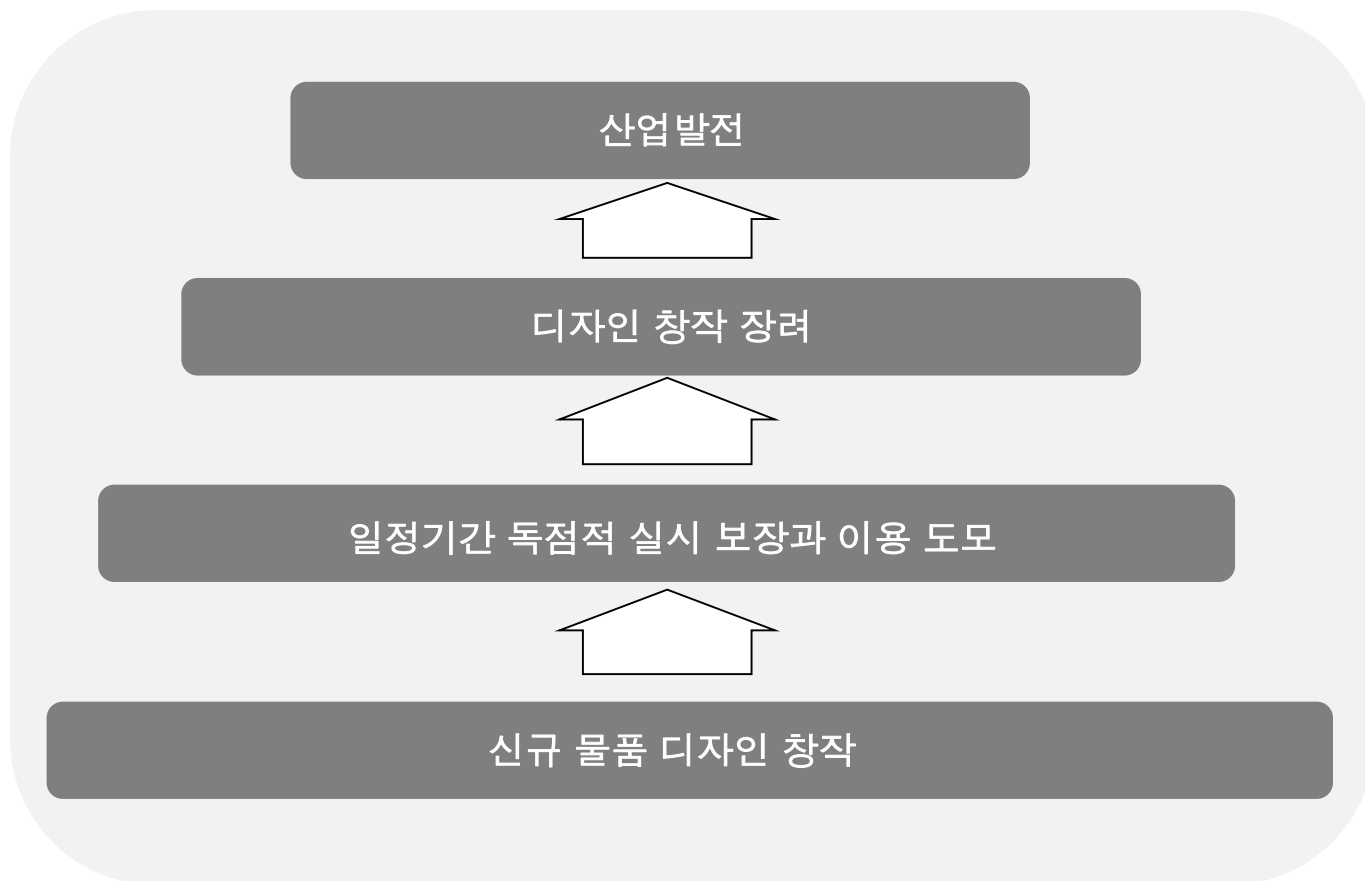 산업발전
디자인 창작 장려
일정기간 독점적 실시 보장과 이용 도모
신규 물품 디자인 창작